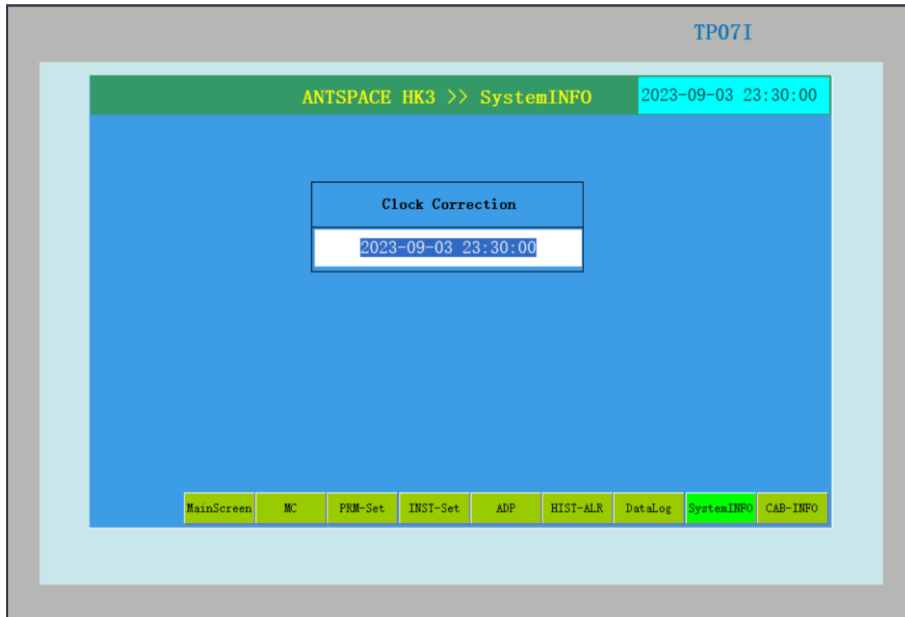 TP07I
ANTSPACE HK3 >> SystemINFO 2023-09-03 23:30:00
Clock Correction
2023-09-03 23:30:00
MainScreen MC PRM-Set INST-Set ADP HIST-ALR DataLog SystemINFO CAB-INFO